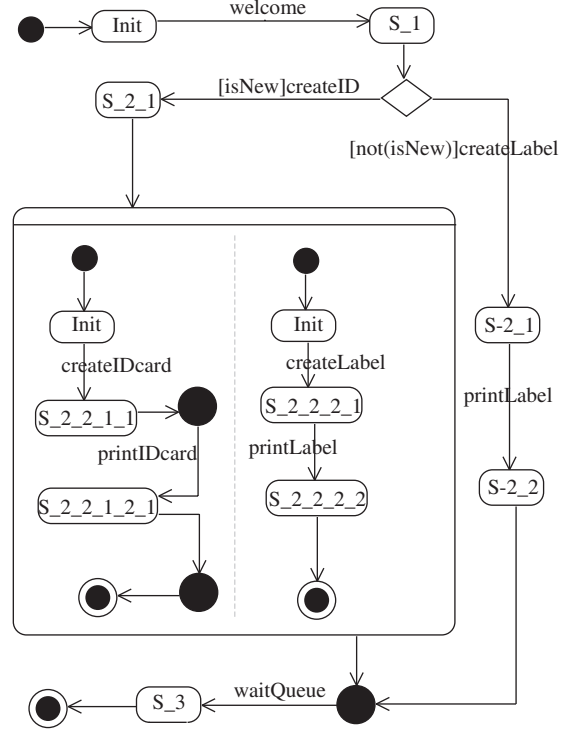 welcome
Init
S_1
[isNew]createID
S_2_1
[not(isNew)]createLabel
Init
Init
S-2_1
createIDcard
createLabel
printLabel
S_2_2_1_1
S_2_2_2_1
printIDcard
printLabel
S_2_2_1_2_1
S_2_2_2_2
S-2_2
waitQueue
S_3